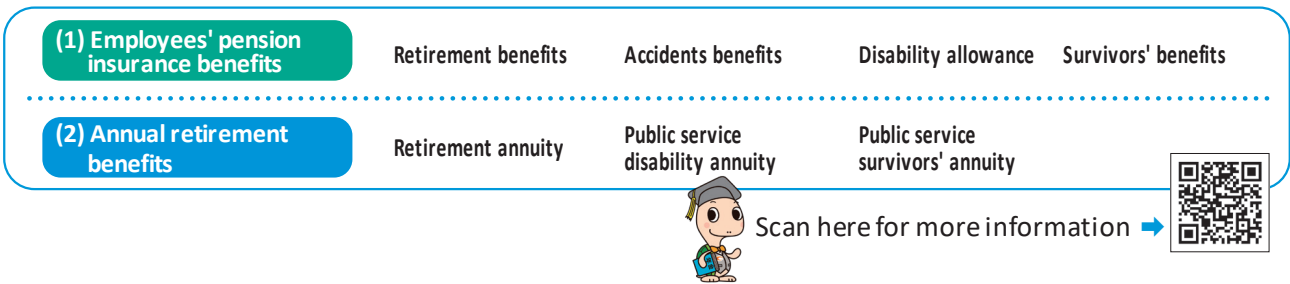 (1) Employees' pension
insurance benefits
Retirement benefits
Accidents benefits
Disability allowance
Survivors' benefits
(2) Annual retirement
benefits
Retirement annuity
Public service
disability annuity
Public service
survivors' annuity
Scan here for more information